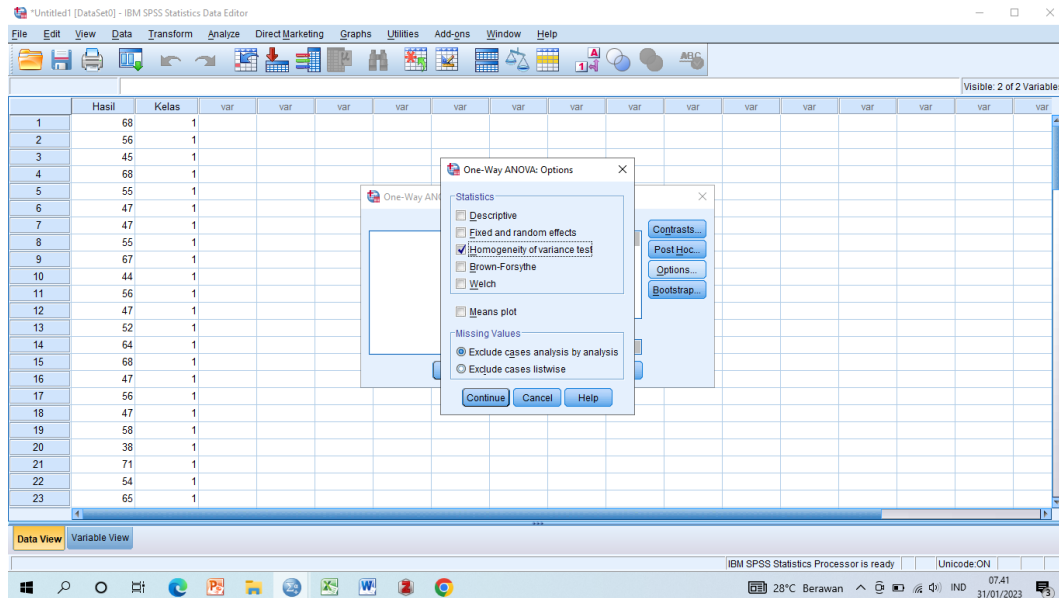 *Untitled1 [DataSet0] - IBM SPSS Statistics Data Editor
File Edit View Data Transform Analyze Direct Marketing Graphs Utilities Add-ons Window Help
Visible: 2 of 2 Variable
Hasil Kelas var var var var var var var var var var var var var var var
1 68 1
2 56 1
3 45 1
4 68 1
5 55 1
6 47 1
7 47 1
8 55 1
9 67 1
10 44 1
11 56 1
12 47 1
13 52 1
14 64 1
15 68 1
16 47 1
17 56 1
18 47 1
19 58 1
20 38 1
21 71 1
22 54 1
23 65 1
One-Way AN
Contrasts...
Post Hoc...
Options...
Bootstrap...
One-Way ANOVA: Options
Statistics
Descriptive
Fixed and random effects
Homogeneity of variance test
Brown-Forsythe
Welch
Means plot
Missing Values
Exclude cases analysis by analysis
Exclude cases listwise
Continue Cancel Help
Data View Variable View
IBM SPSS Statistics Processor is ready Unicode:ON
28°C Berawan IND 07.41
31/01/2023